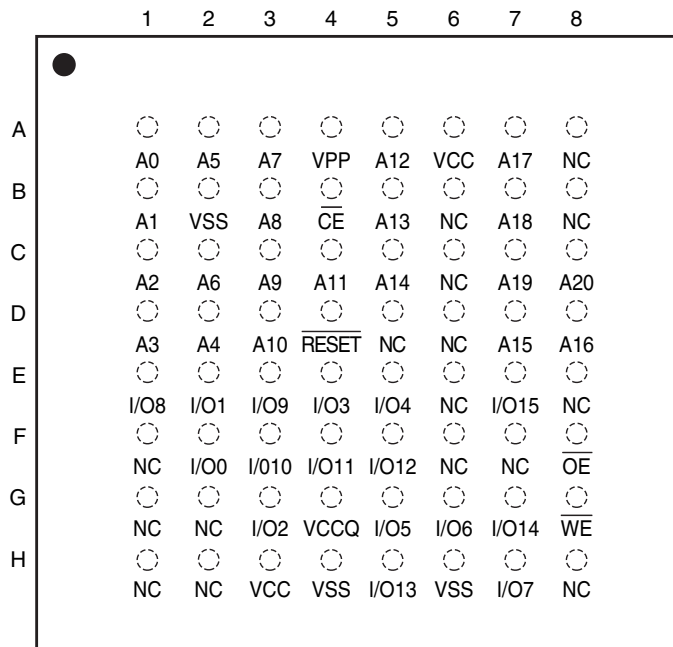 1 2 3 4 5 6 7 8
A
A0 A5 A7 VPP A12 VCC A17 NC
B
A1 VSS A8 CE A13 NC A18 NC
C
A2 A6 A9 A11 A14 NC A19 A20
D
A3 A4 A10 RESET NC NC A15 A16
E
I/O8 I/O1 I/O9 I/O3 I/O4 NC I/O15 NC
F
NC I/O0 I/010 I/O11 I/O12 NC NC OE
G
NC NC I/O2 VCCQ I/O5 I/O6 I/O14 WE
H
NC NC VCC VSS I/O13 VSS I/O7 NC